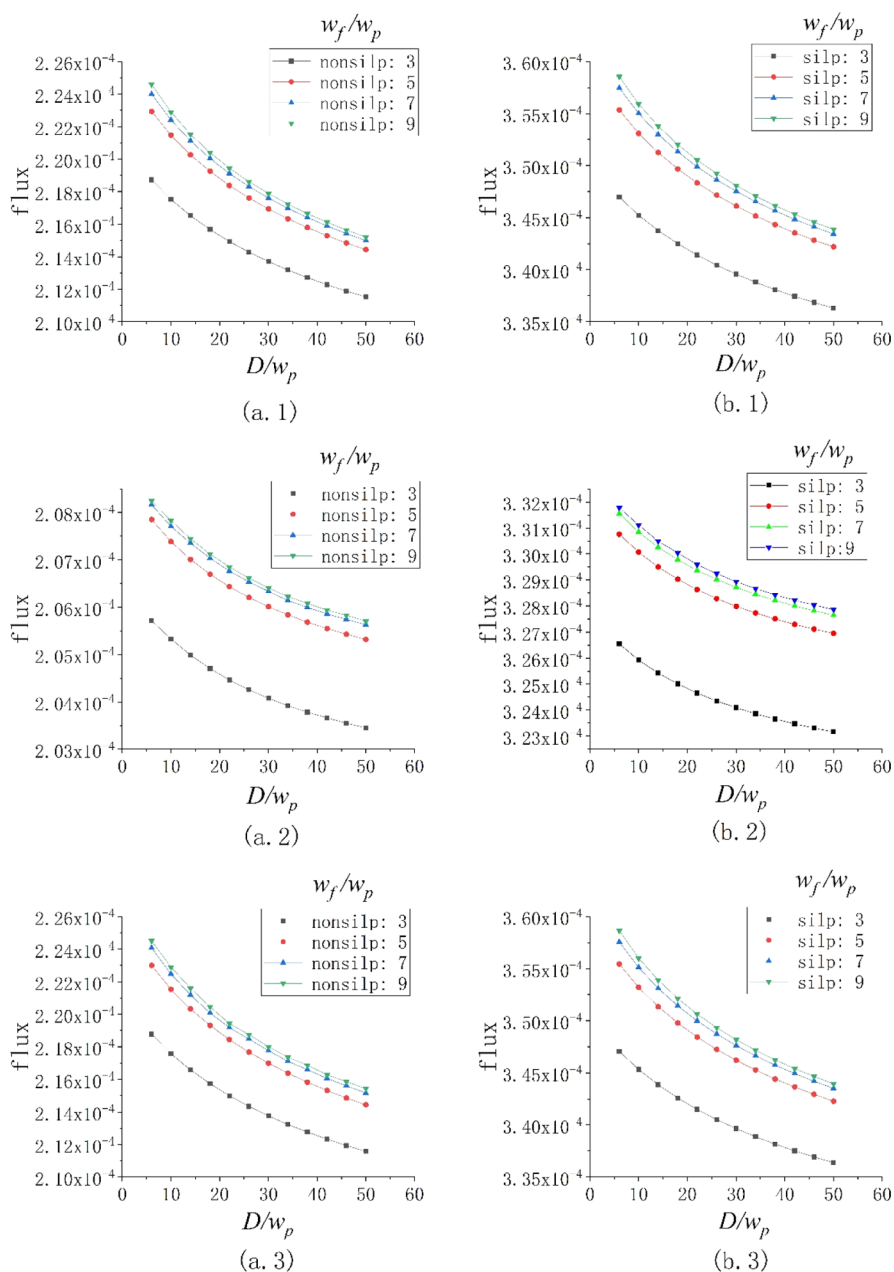 w_f/w_p
nonsilp: 3
nonsilp: 5
nonsilp: 7
nonsilp: 9
2.26x10⁻⁴
2.24x10⁻⁴
2.22x10⁻⁴
2.20x10⁻⁴
2.18x10⁻⁴
2.16x10⁻⁴
2.14x10⁻⁴
2.12x10⁻⁴
2.10x10⁻⁴
flux
0 10 20 30 40 50 60
D/w_p
(a.1)
w_f/w_p
silp: 3
silp: 5
silp: 7
silp: 9
3.60x10⁻⁴
3.55x10⁻⁴
3.50x10⁻⁴
3.45x10⁻⁴
3.40x10⁻⁴
3.35x10⁻⁴
flux
0 10 20 30 40 50 60
D/w_p
(b.1)
w_f/w_p
nonsilp: 3
nonsilp: 5
nonsilp: 7
nonsilp: 9
2.08x10⁻⁴
2.07x10⁻⁴
2.06x10⁻⁴
2.05x10⁻⁴
2.04x10⁻⁴
2.03x10⁻⁴
flux
0 10 20 30 40 50 60
D/w_p
(a.2)
w_f/w_p
silp: 3
silp: 5
silp: 7
silp:9
3.32x10⁻⁴
3.31x10⁻⁴
3.30x10⁻⁴
3.29x10⁻⁴
3.28x10⁻⁴
3.27x10⁻⁴
3.26x10⁻⁴
3.25x10⁻⁴
3.24x10⁻⁴
3.23x10⁻⁴
flux
0 10 20 30 40 50 60
D/w_p
(b.2)
w_f/w_p
nonsilp: 3
nonsilp: 5
nonsilp: 7
nonsilp: 9
2.26x10⁻⁴
2.24x10⁻⁴
2.22x10⁻⁴
2.20x10⁻⁴
2.18x10⁻⁴
2.16x10⁻⁴
2.14x10⁻⁴
2.12x10⁻⁴
2.10x10⁻⁴
flux
0 10 20 30 40 50 60
D/w_p
(a.3)
w_f/w_p
silp: 3
silp: 5
silp: 7
silp: 9
3.60x10⁻⁴
3.55x10⁻⁴
3.50x10⁻⁴
3.45x10⁻⁴
3.40x10⁻⁴
3.35x10⁻⁴
flux
0 10 20 30 40 50 60
D/w_p
(b.3)